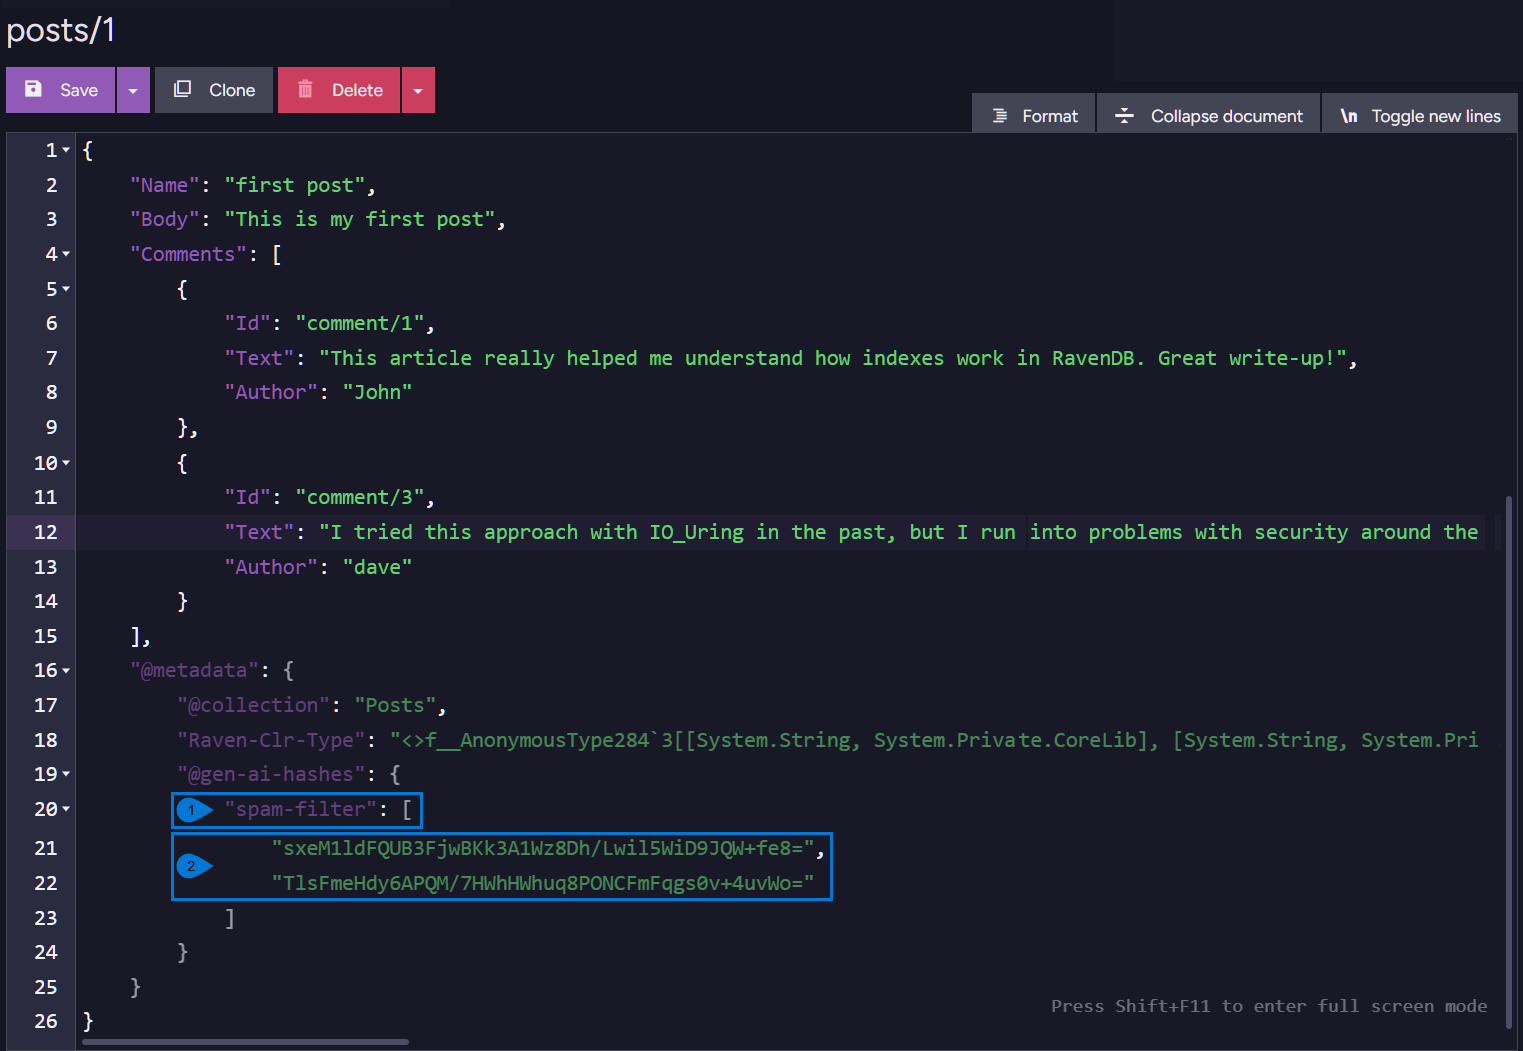 posts/1
Save Clone Delete
Format Collapse document \n Toggle new lines
1 {
2 "Name": "first post",
3 "Body": "This is my first post",
4 "Comments": [
5 {
6 "Id": "comment/1",
7 "Text": "This article really helped me understand how indexes work in RavenDB. Great write-up!",
8 "Author": "John"
9 },
10 {
11 "Id": "comment/3",
12 "Text": "I tried this approach with IO_Uring in the past, but I run into problems with security around the
13 "Author": "dave"
14 }
15 ],
16 "@metadata": {
17 "@collection": "Posts",
18 "Raven-Clr-Type": "<>f__AnonymousType284`3[[System.String, System.Private.CoreLib], [System.String, System.Pri
19 "@gen-ai-hashes": {
20 1 "spam-filter": [
21 "sxeM1ldFQUB3FjwBKk3A1Wz8Dh/Lwil5WiD9JQW+fe8=",
2
22 "TlsFmeHdy6APQM/7HWhHWhuq8PONCFmFqgs0v+4uvWo="
23 ]
24 }
25 }
Press Shift+F11 to enter full screen mode
26 }